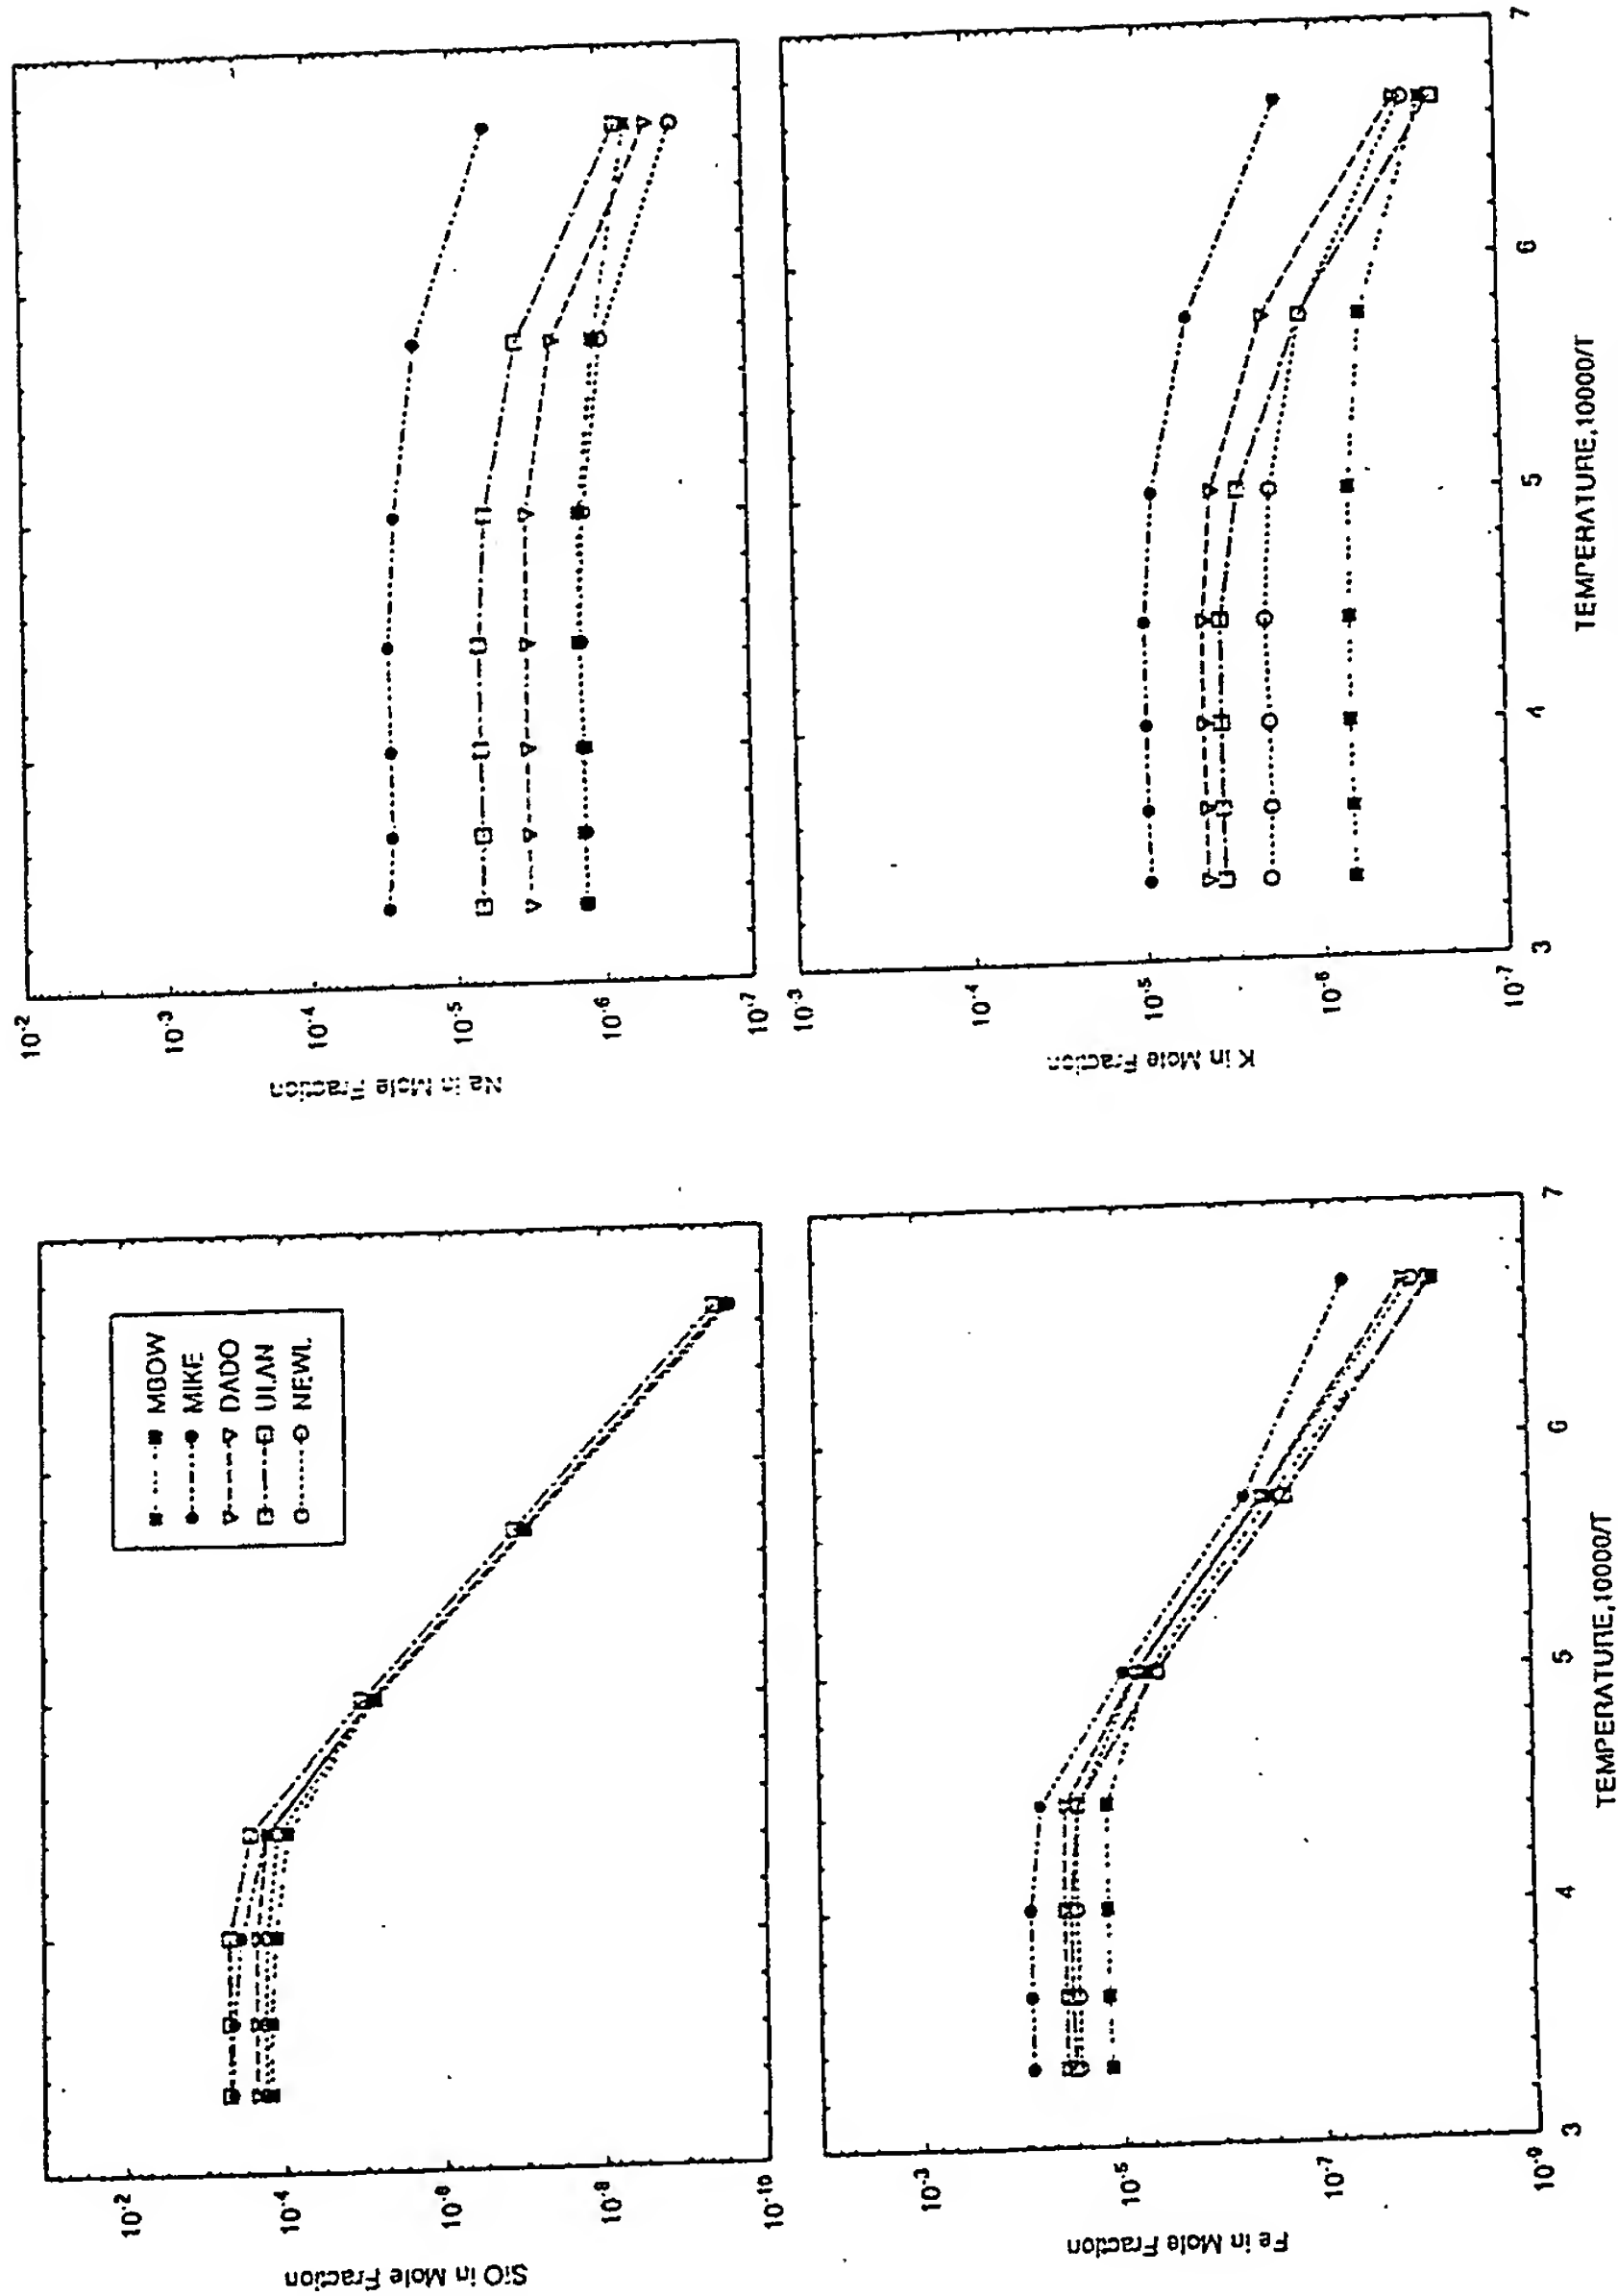 SiO in Mole Fraction
10-2
10-4
10-6
10-8
10-10
MBOW
MIKE
DADO
ULAN
NEWL
Na in Mole Fraction
10-2
10-3
10-4
10-5
10-6
10-7
Fe in Mole Fraction
10-3
10-5
10-7
10-9
3
4
5
6
7
TEMPERATURE,10000/T
K in Mole Fraction
10-3
10-4
10-5
10-6
10-7
3
4
5
6
7
TEMPERATURE,10000/T